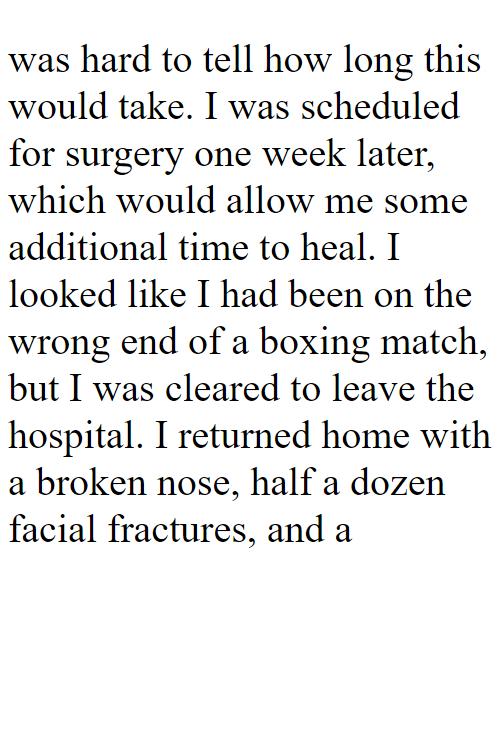 was hard to tell how long this
would take. I was scheduled
for surgery one week later,
which would allow me some
additional time to heal. I
looked like I had been on the
wrong end of a boxing match,
but I was cleared to leave the
hospital. I returned home with
a broken nose, half a dozen
facial fractures, and a